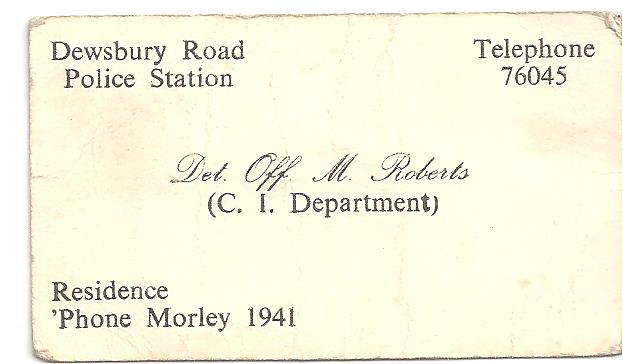 Dewsbury Road
Police Station
Telephone
76045
Det. Off. M. Roberts
(C. I. Department)
Residence
'Phone Morley 1941